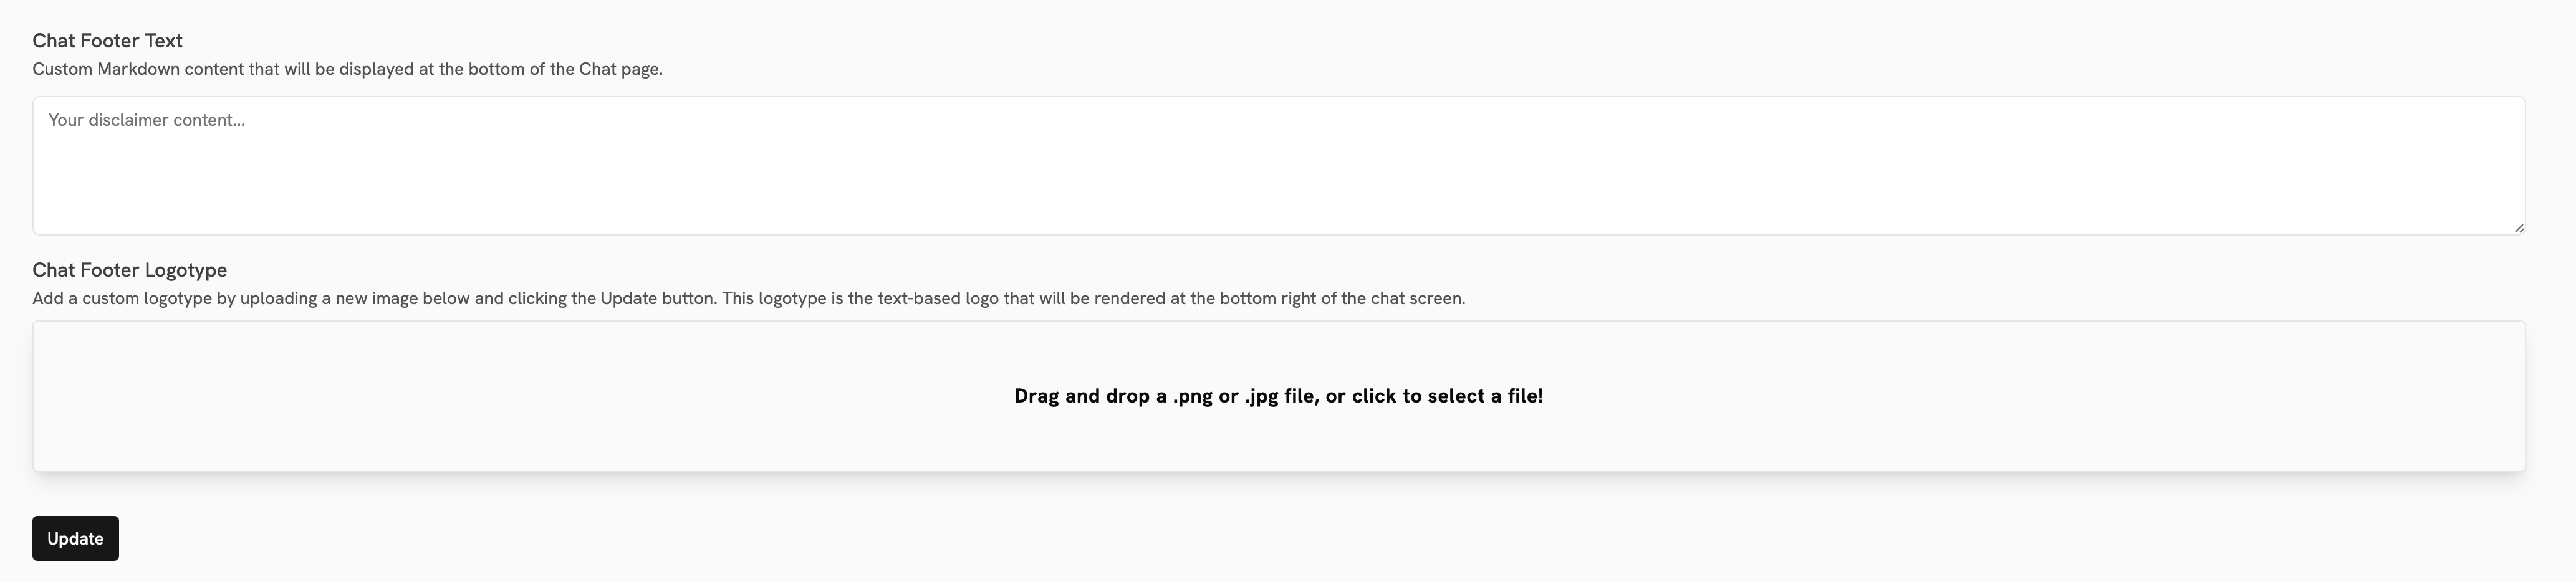 Chat Footer Text
Custom Markdown content that will be displayed at the bottom of the Chat page.
Your disclaimer content...
Chat Footer Logotype
Add a custom logotype by uploading a new image below and clicking the Update button. This logotype is the text-based logo that will be rendered at the bottom right of the chat screen.
Drag and drop a .png or .jpg file, or click to select a file!
Update